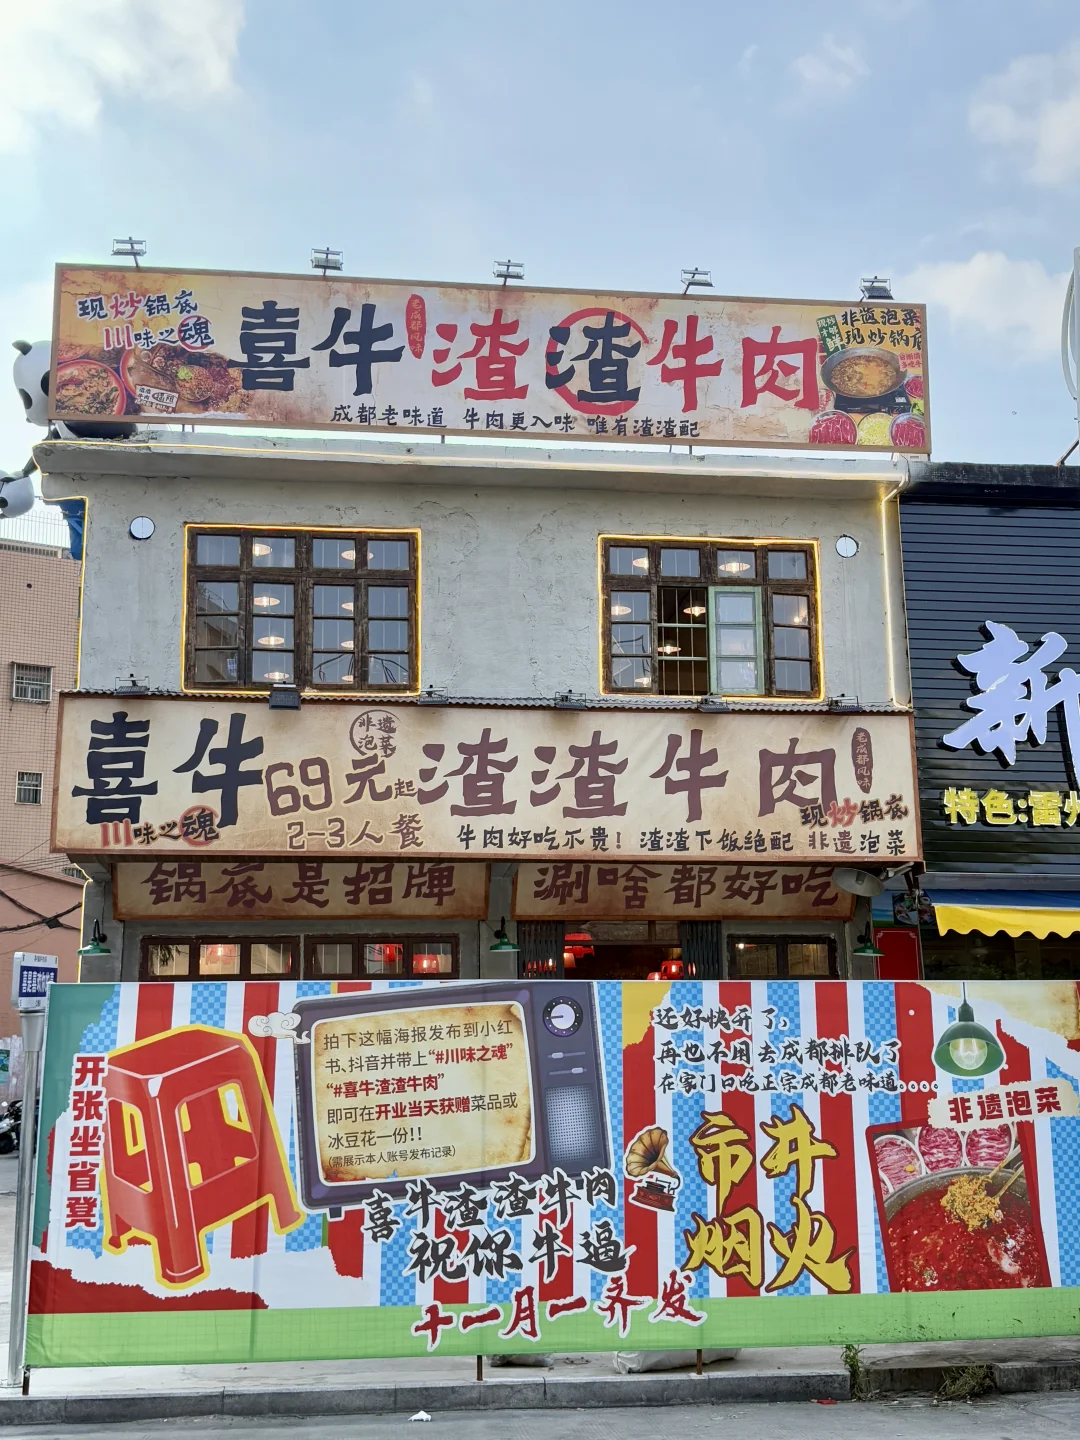 现炒锅底
川味之魂
喜牛渣渣牛肉
老成都风味
成都老味道 牛肉更入味 唯有渣渣配
非遗泡菜
现炒锅底
喜牛69元起渣渣牛肉
非遗泡菜
老成都风味
川味之魂
2-3人餐
牛肉好吃不贵！渣渣下饭绝配 非遗泡菜
现炒锅底
锅底是招牌
涮啥都好吃
新
特色:雷州
开张坐省凳
拍下这幅海报发布到小红
书、抖音并带上“#川味之魂”
“#喜牛渣渣牛肉”
即可在开业当天获赠菜品或
冰豆花一份!!
(需展示本人账号发布记录)
喜牛渣渣牛肉
祝你牛逼
十一月一齐发
还好快开了，
再也不用去成都排队了
在家门口吃正宗成都老味道....
市井
烟火
非遗泡菜